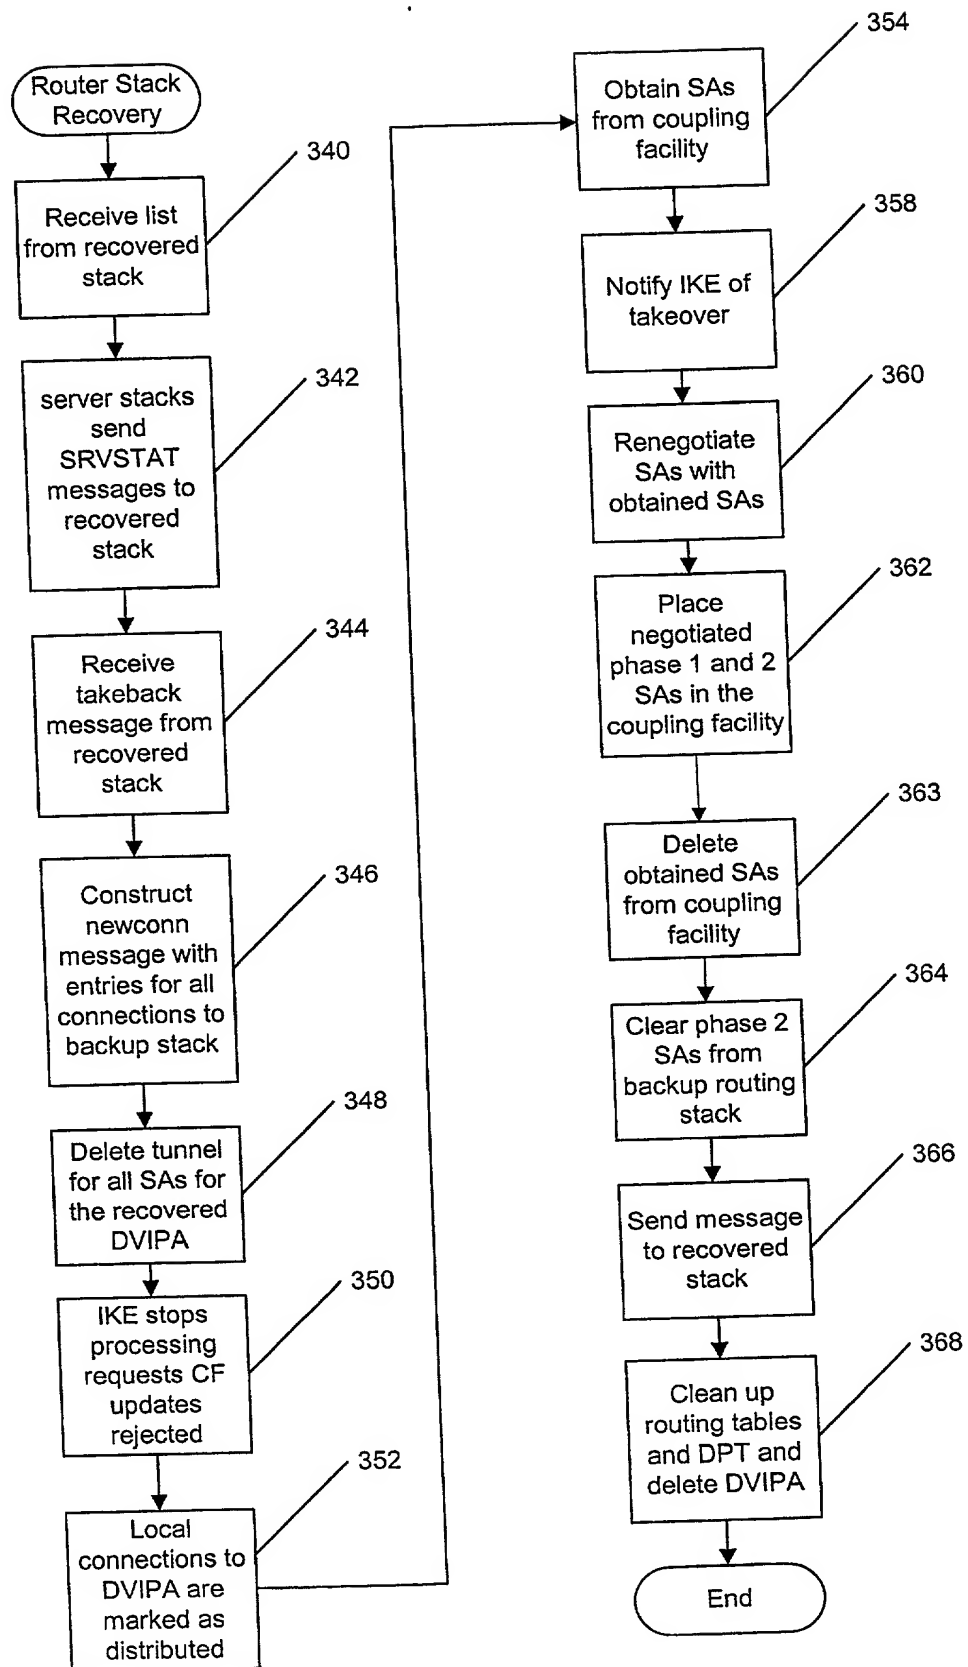 Router Stack
Recovery
340
Receive list
from recovered
stack
342
server stacks
send
SRVSTAT
messages to
recovered
stack
344
Receive
takeback
message from
recovered
stack
346
Construct
newconn
message with
entries for all
connections to
backup stack
348
Delete tunnel
for all SAs for
the recovered
DVIPA
350
IKE stops
processing
requests CF
updates
rejected
352
Local
connections to
DVIPA are
marked as
distributed
354
Obtain SAs
from coupling
facility
358
Notify IKE of
takeover
360
Renegotiate
SAs with
obtained SAs
362
Place
negotiated
phase 1 and 2
SAs in the
coupling facility
363
Delete
obtained SAs
from coupling
facility
364
Clear phase 2
SAs from
backup routing
stack
366
Send message
to recovered
stack
368
Clean up
routing tables
and DPT and
delete DVIPA
End